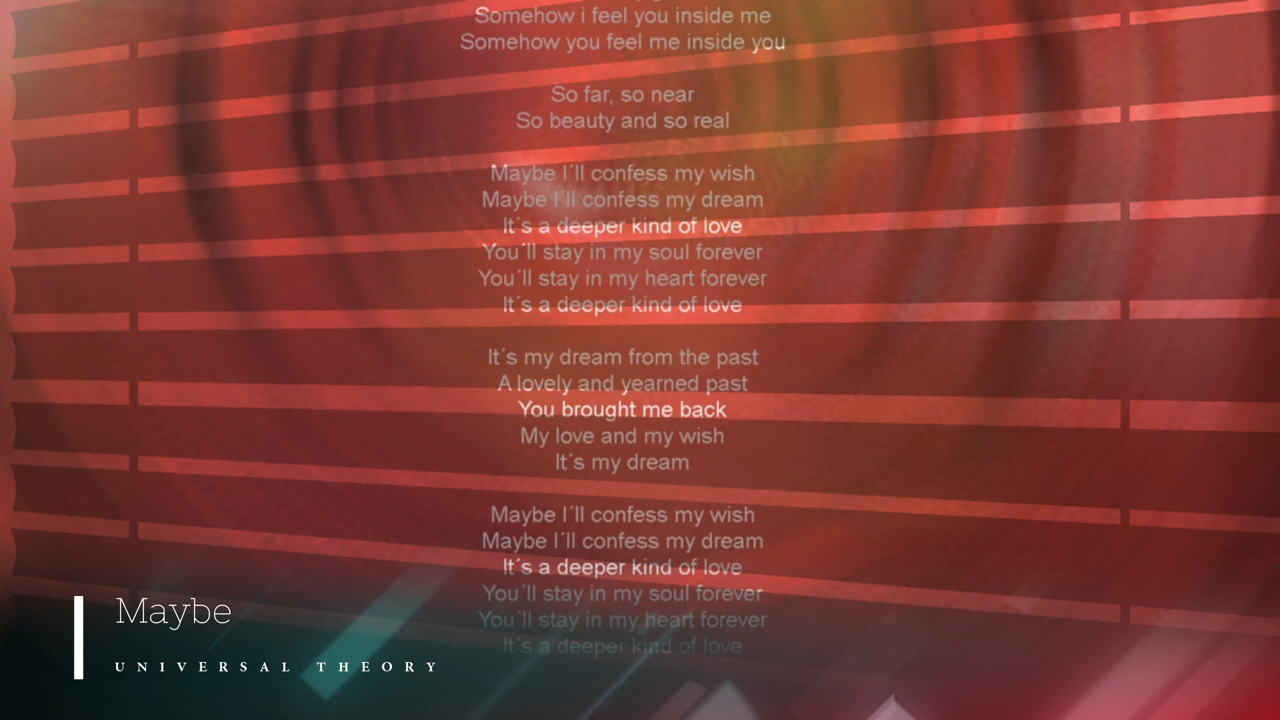 Somehow i feel you inside me
Somehow you feel me inside you
So far, so near
So beauty and so real
Maybe I´ll confess my wish
Maybe I´ll confess my dream
It´s a deeper kind of love
You´ll stay in my soul forever
You´ll stay in my heart forever
It´s a deeper kind of love
It´s my dream from the past
A lovely and yearned past
You brought me back
My love and my wish
It´s my dream
Maybe I´ll confess my wish
Maybe I´ll confess my dream
It´s a deeper kind of love
You´ll stay in my soul forever
You´ll stay in my heart forever
It´s a deeper kind of love
Maybe
UNIVERSAL THEORY